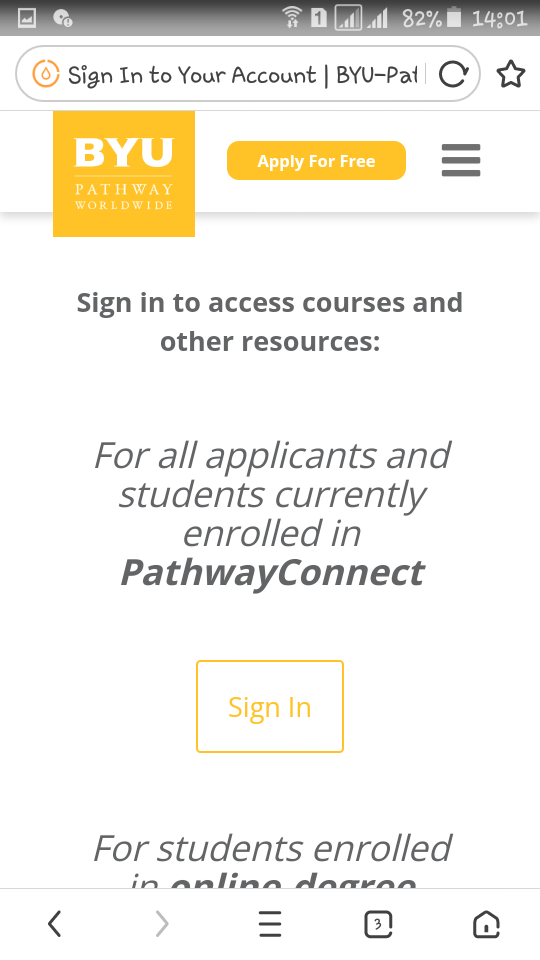 1 82% 14:01
Sign In to Your Account | BYU-Pat
BYU
PATHWAY
WORLDWIDE
Apply For Free
Sign in to access courses and
other resources:
For all applicants and
students currently
enrolled in
PathwayConnect
Sign In
For students enrolled
in online degree
3